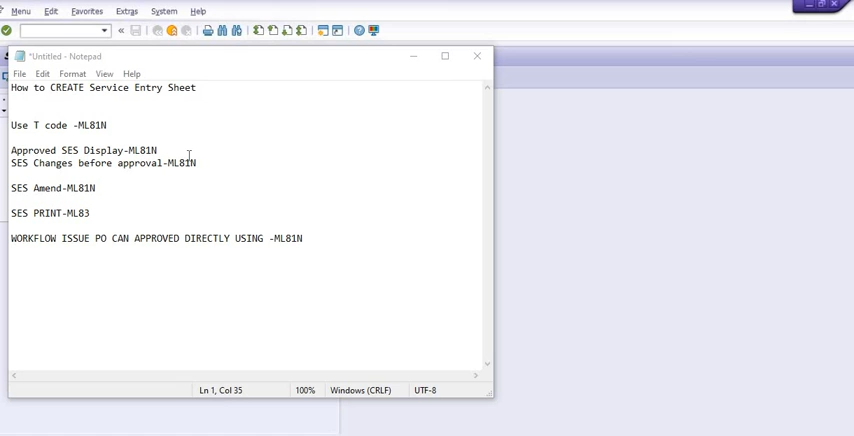 Menu Edit Favorites Extras System Help
*Untitled - Notepad
File Edit Format View Help
How to CREATE Service Entry Sheet
Use T code -ML81N
Approved SES Display-ML81N
SES Changes before approval-ML81N
SES Amend-ML81N
SES PRINT-ML83
WORKFLOW ISSUE PO CAN APPROVED DIRECTLY USING -ML81N
Ln 1, Col 35 100% Windows (CRLF) UTF-8